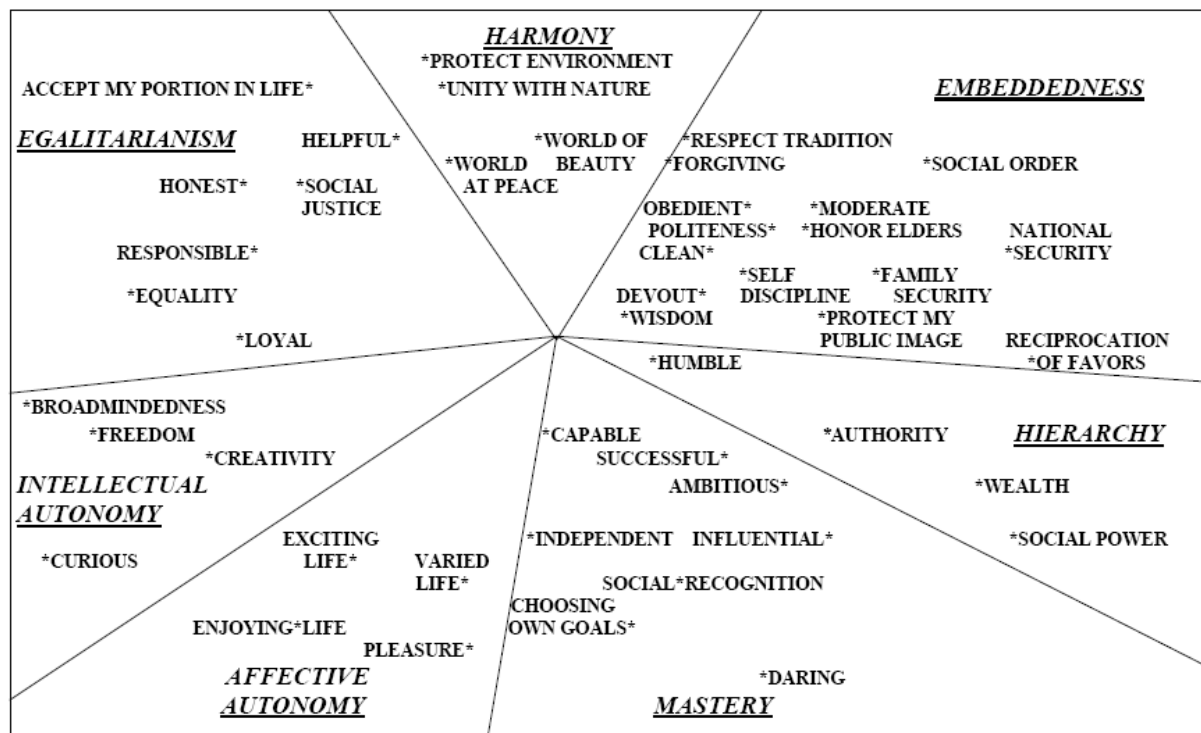 HARMONY
*PROTECT ENVIRONMENT
*UNITY WITH NATURE
*WORLD OF
BEAUTY
*WORLD
AT PEACE
EMBEDDEDNESS
*RESPECT TRADITION
*FORGIVING
*SOCIAL ORDER
OBEDIENT*
*MODERATE
POLITENESS*
*HONOR ELDERS
NATIONAL
*SECURITY
CLEAN*
*SELF
DISCIPLINE
*FAMILY
SECURITY
DEVOUT*
*WISDOM
*PROTECT MY
PUBLIC IMAGE
RECIPROCATION
*OF FAVORS
*HUMBLE
HIERARCHY
*AUTHORITY
*WEALTH
*SOCIAL POWER
*CAPABLE
SUCCESSFUL*
AMBITIOUS*
*INDEPENDENT
INFLUENTIAL*
SOCIAL*RECOGNITION
CHOOSING
OWN GOALS*
*DARING
MASTERY
EXCITING
LIFE*
VARIED
LIFE*
ENJOYING*LIFE
PLEASURE*
AFFECTIVE
AUTONOMY
*BROADMINDEDNESS
*FREEDOM
*CREATIVITY
INTELLECTUAL
AUTONOMY
*CURIOUS
ACCEPT MY PORTION IN LIFE*
EGALITARIANISM
HELPFUL*
HONEST*
*SOCIAL
JUSTICE
RESPONSIBLE*
*EQUALITY
*LOYAL